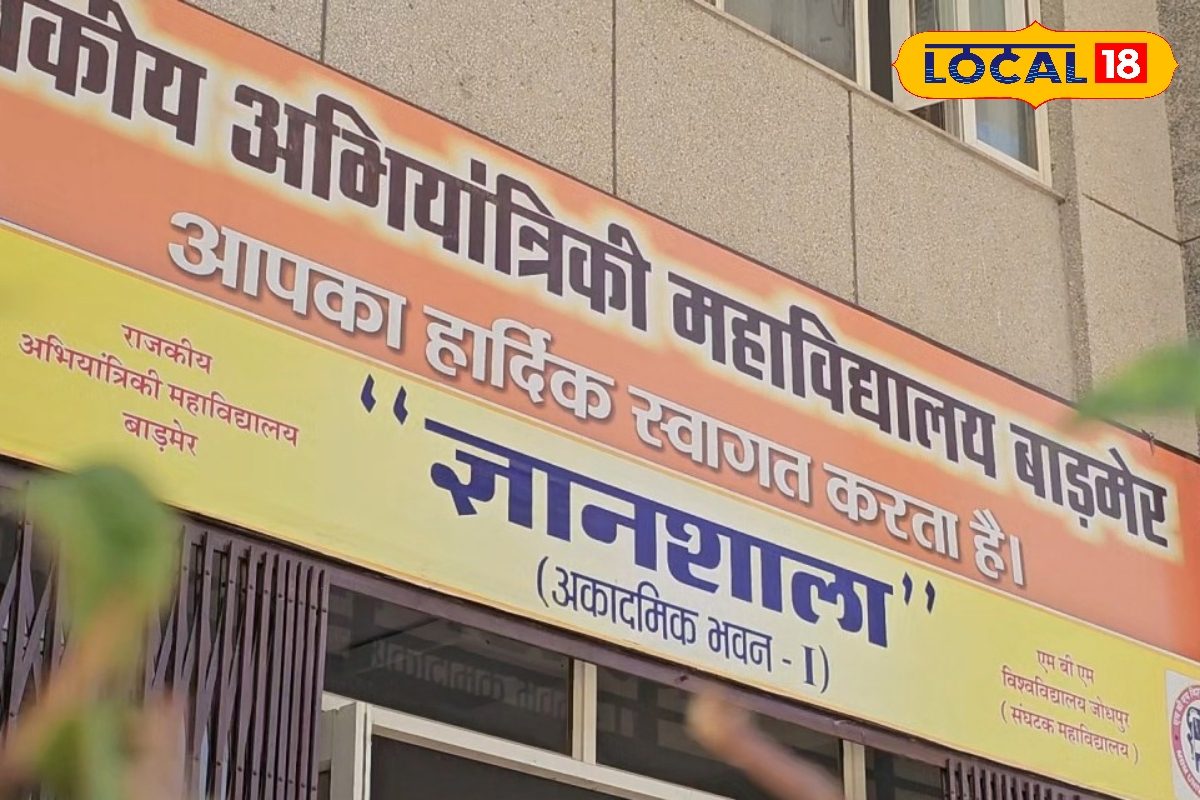 LOCAL 18
अभियांत्रिकी महाविद्यालय बाड़मेर
आपका हार्दिक स्वागत करता है।
राजकीय
अभियांत्रिकी महाविद्यालय
बाड़मेर
‘‘ज्ञानशाला’’
(अकादमिक भवन - I)
एम बी एम
विश्वविद्यालय जोधपुर
( संघटक महाविद्यालय )